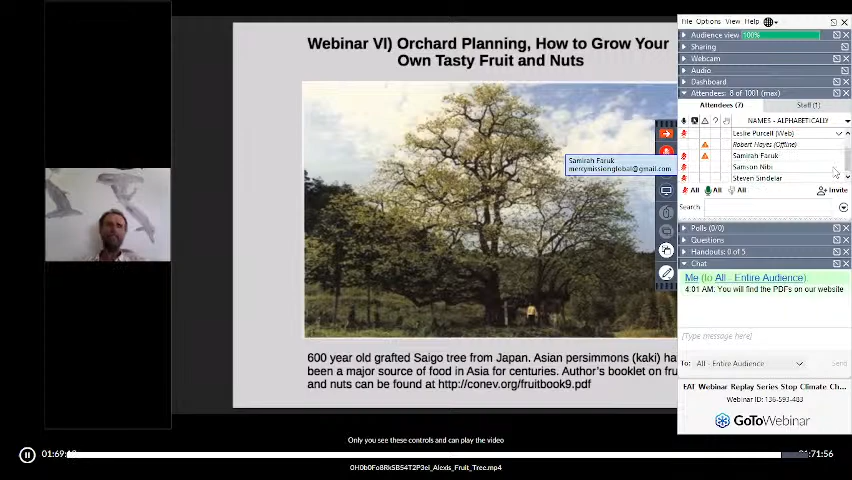 Webinar VI) Orchard Planning, How to Grow Your
Own Tasty Fruit and Nuts
Samirah Faruk
mercymissionglobal@gmail.com
600 year old grafted Saigo tree from Japan. Asian persimmons (kaki) ha
been a major source of food in Asia for centuries. Author's booklet on fru
and nuts can be found at http://conev.org/fruitbook9.pdf
File Options View Help
Audience view 100%
Sharing
Webcam
Audio
Dashboard
Attendees: 8 of 1001 (max)
Attendees (7) Staff (1)
NAMES - ALPHABETICALLY
Leslie Purcell (Web)
Robert Hayes (Offline)
Samirah Faruk
Samson Nibi
Steven Sindelar
All All All Invite
Search
Polls (0/0)
Questions
Handouts: 0 of 5
Chat
Me (to All - Entire Audience):
4:01 AM: You will find the PDFs on our website
[Type message here]
To: All - Entire Audience Send
EAT Webinar Replay Series Stop Climate Ch...
Webinar ID: 136-593-483
GoToWebinar
Only you see these controls and can play the video
01:71:56